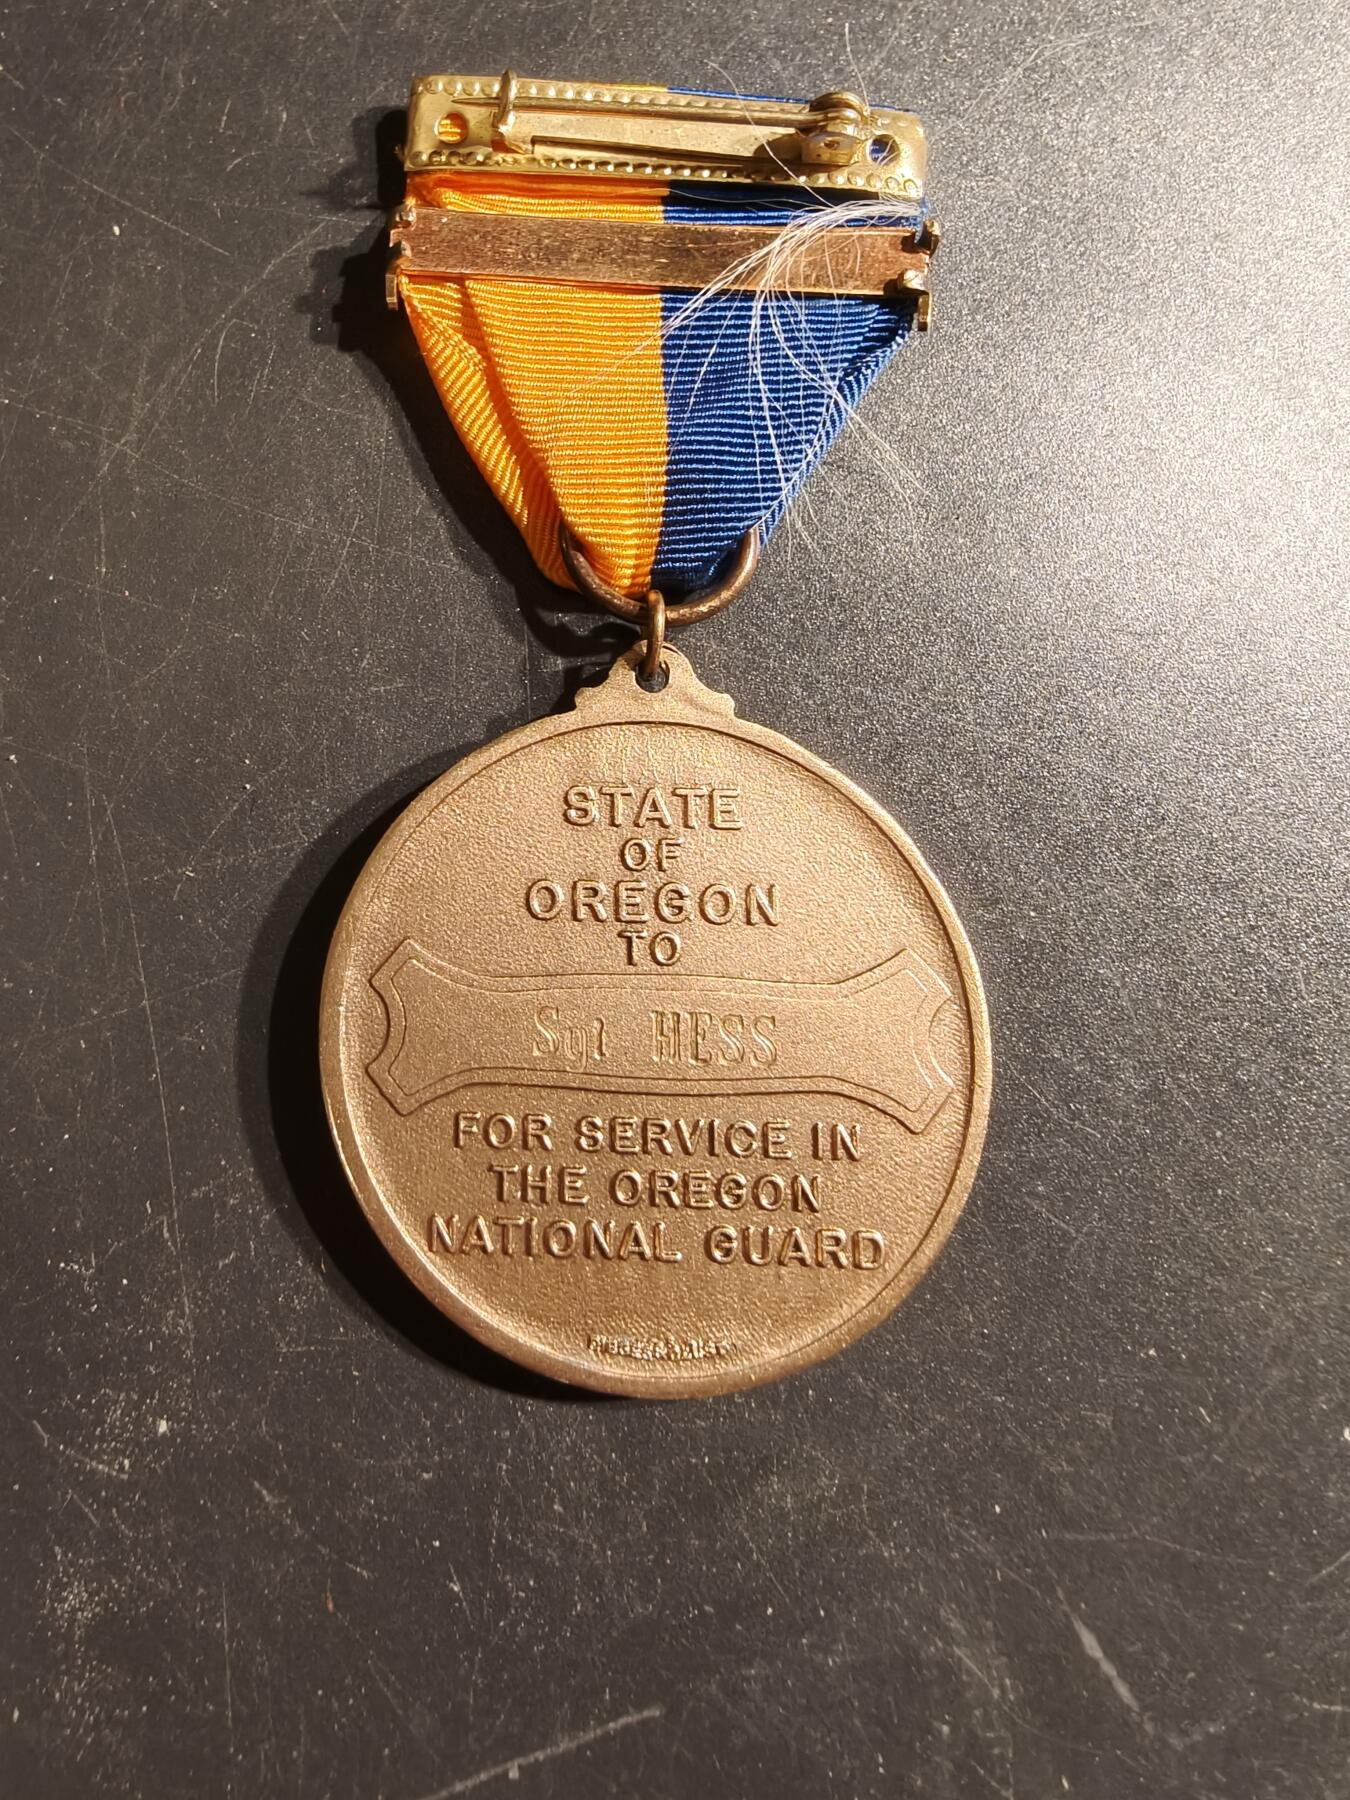 STATE
OF
OREGON
TO
Sgt HESS
FOR SERVICE IN
THE OREGON
NATIONAL GUARD